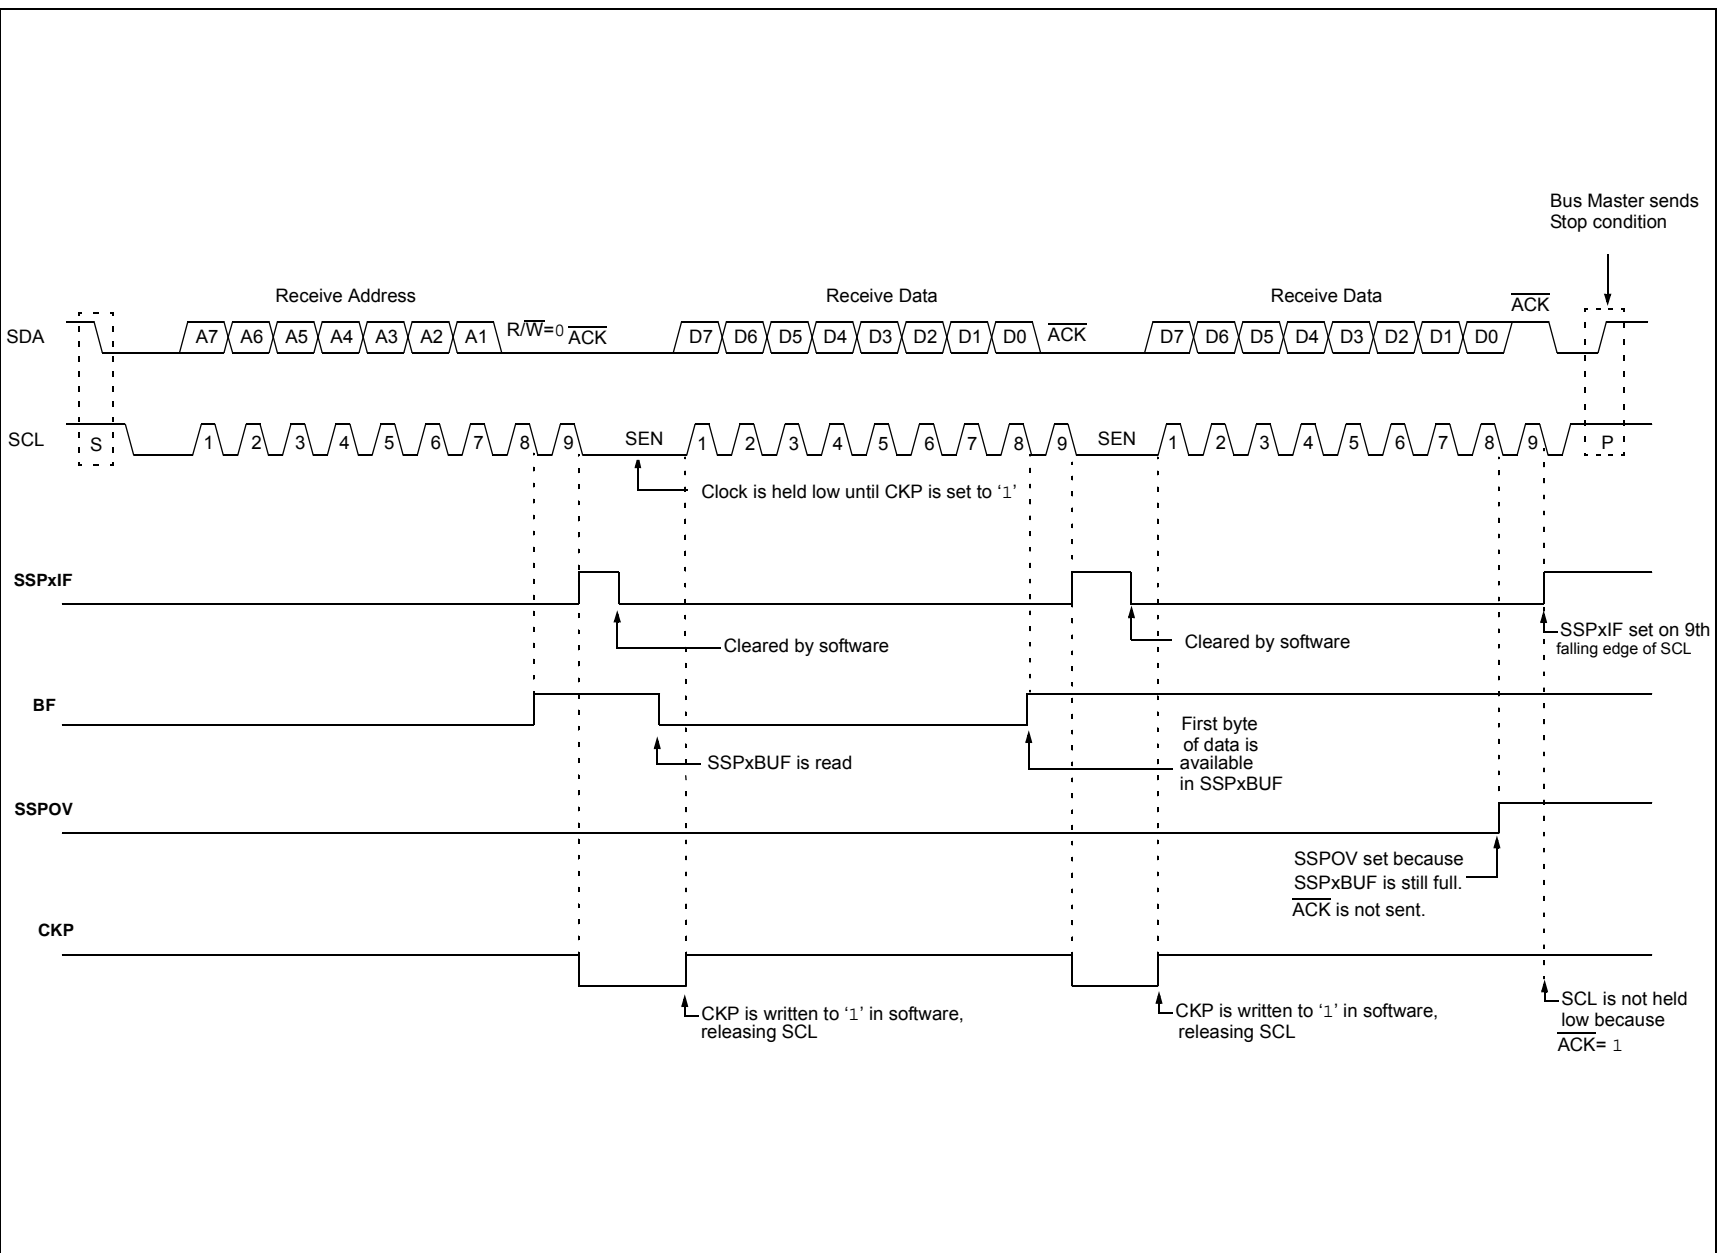 Bus Master sends
Stop condition
Receive Address
Receive Data
Receive Data
ACK
SDA
A7 A6 A5 A4 A3 A2 A1 R/W=0 ACK
D7 D6 D5 D4 D3 D2 D1 D0 ACK
D7 D6 D5 D4 D3 D2 D1 D0
SCL
S
1 2 3 4 5 6 7 8 9 SEN
1 2 3 4 5 6 7 8 9 SEN
1 2 3 4 5 6 7 8 9
P
Clock is held low until CKP is set to ‘1’
SSPxIF
Cleared by software
Cleared by software
SSPxIF set on 9th
falling edge of SCL
BF
SSPxBUF is read
First byte
of data is
available
in SSPxBUF
SSPOV
SSPOV set because
SSPxBUF is still full.
ACK is not sent.
CKP
CKP is written to ‘1’ in software,
releasing SCL
CKP is written to ‘1’ in software,
releasing SCL
SCL is not held
low because
ACK= 1